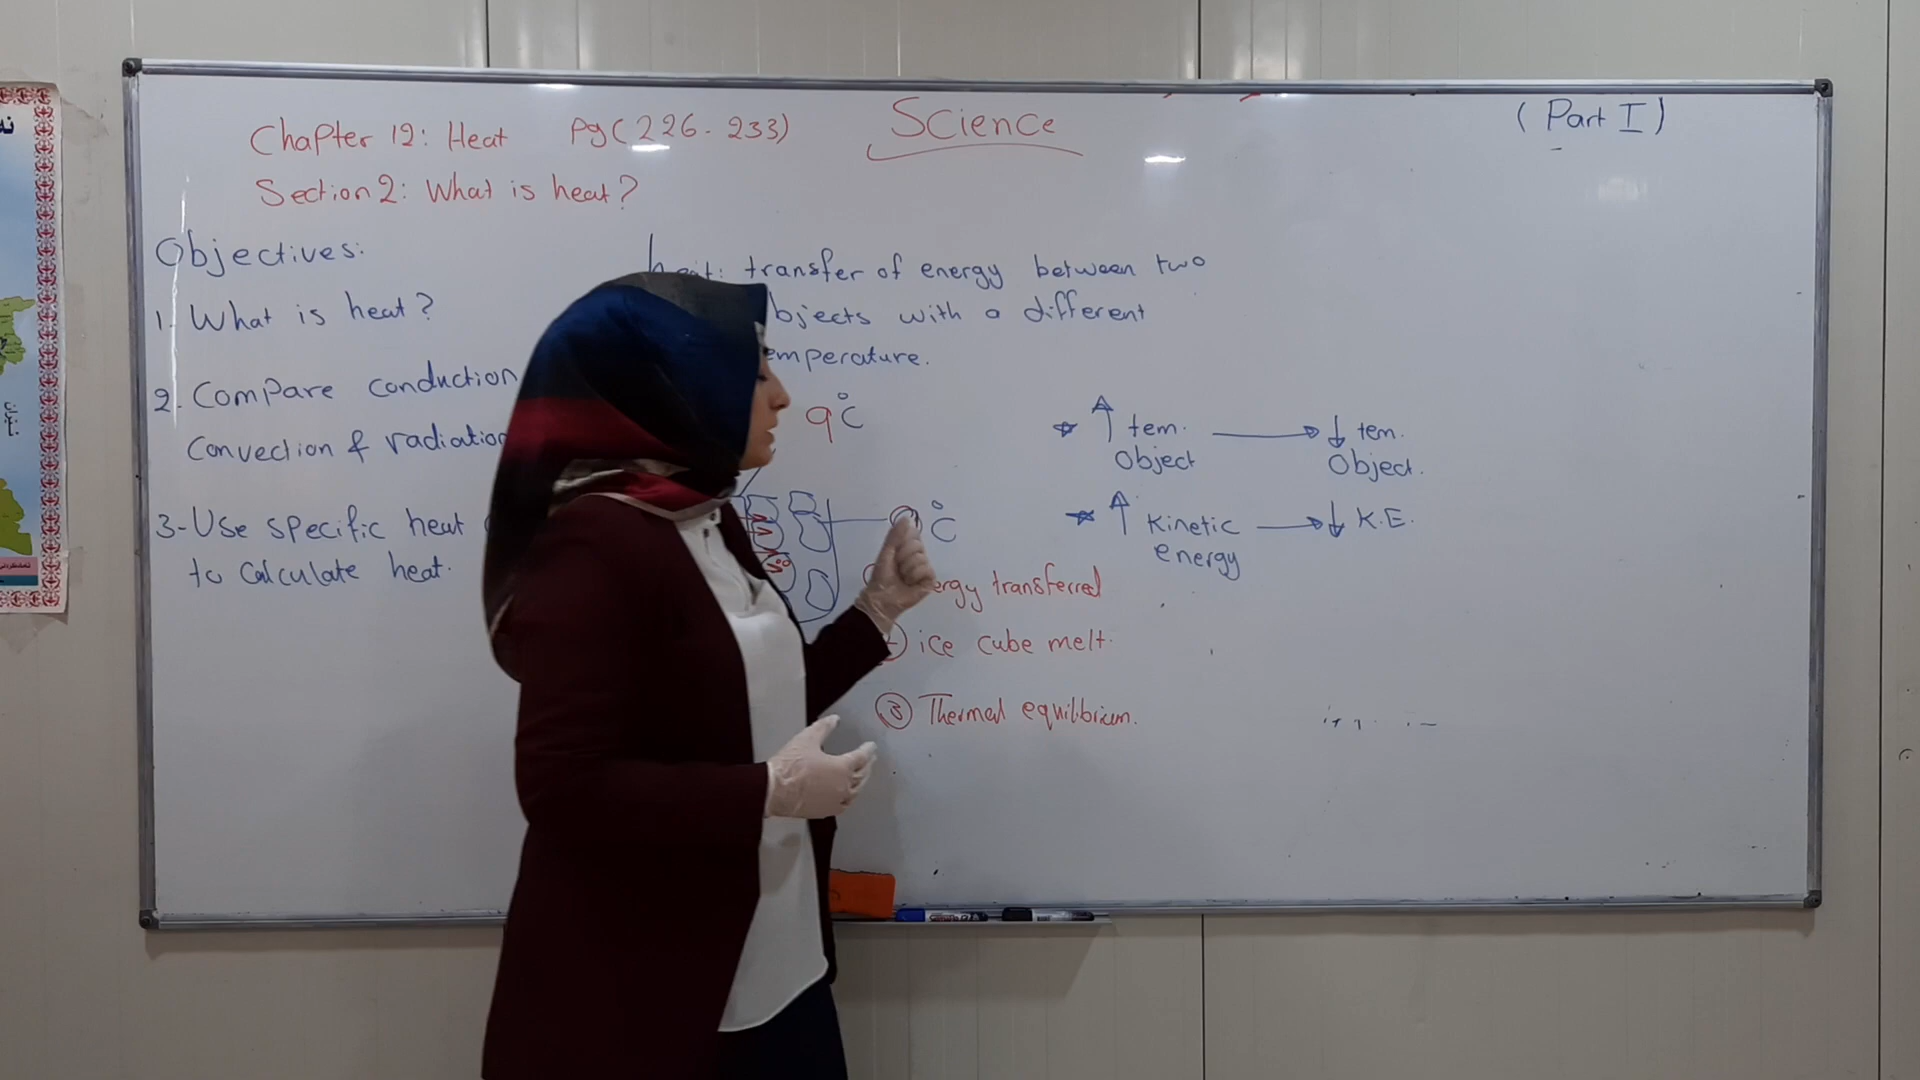 Science
(Part I)
Chapter 12: Heat pg(226-233)
Section 2: What is heat?
Objectives:
1. What is heat?
2. Compare conduction
Convection & radiation
3-Use specific heat
to calculate heat.
heat: transfer of energy between two
bjects with a different
emperature.
9°C
°C
↑ tem. → ↓ tem.
Object Object.
↑ Kinetic → ↓ K.E.
energy
ergy transferred
ice cube melt.
③ Thermal equilibrium.